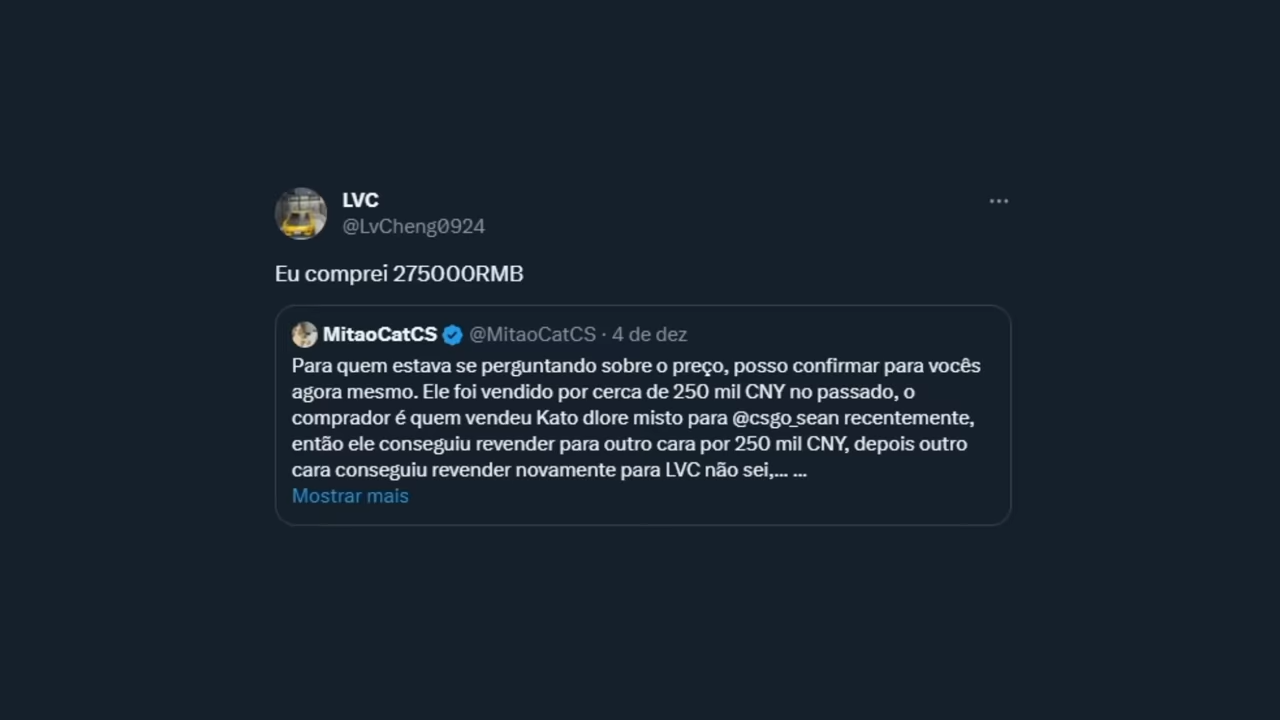 LVC
@LvCheng0924
Eu comprei 275000RMB
MitaoCatCS @MitaoCatCS · 4 de dez
Para quem estava se perguntando sobre o preço, posso confirmar para vocês
agora mesmo. Ele foi vendido por cerca de 250 mil CNY no passado, o
comprador é quem vendeu Kato dlore misto para @csgo_sean recentemente,
então ele conseguiu revender para outro cara por 250 mil CNY, depois outro
cara conseguiu revender novamente para LVC não sei,... ...
Mostrar mais